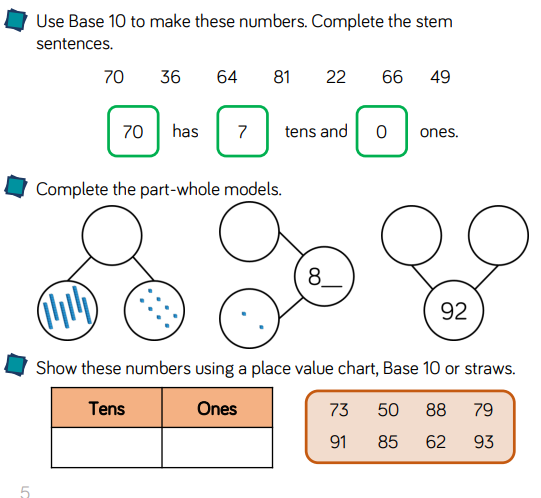 Use Base 10 to make these numbers. Complete the stem
sentences.
70 36 64 81 22 66 49
70 has 7 tens and 0 ones.
Complete the part-whole models.
8__
92
Show these numbers using a place value chart, Base 10 or straws.
Tens Ones
73 50 88 79
91 85 62 93
5